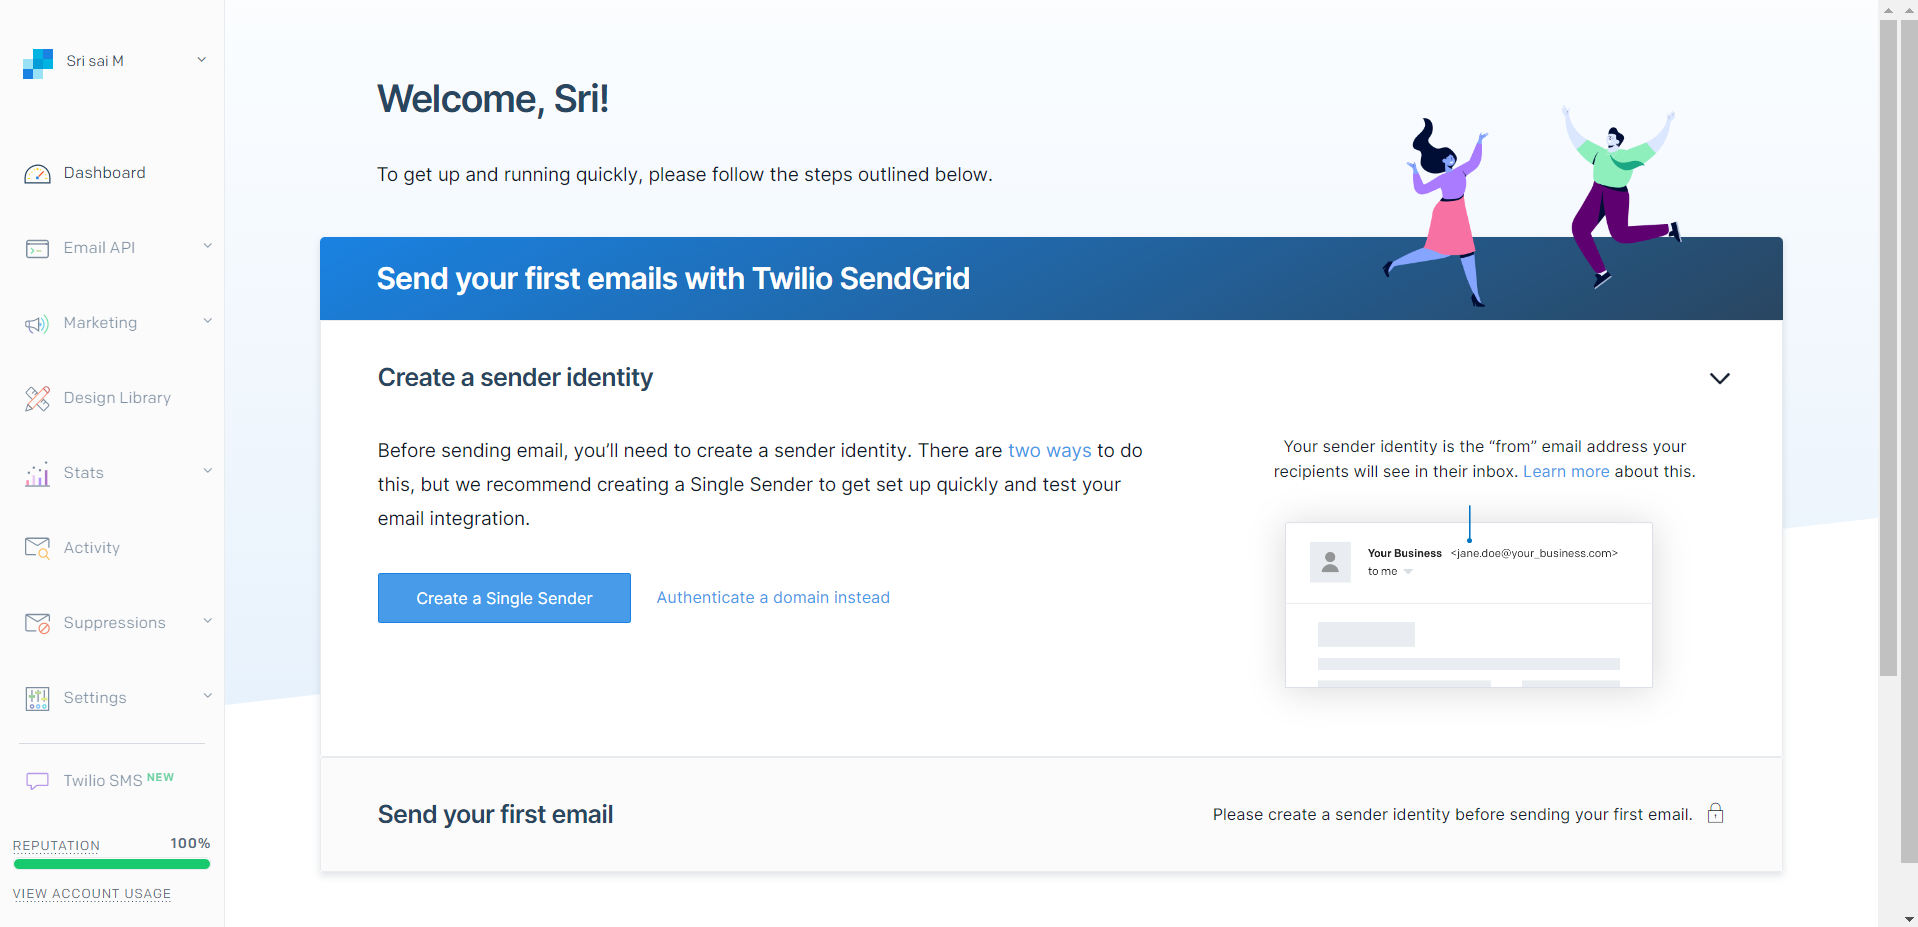 Sri sai M
Dashboard
Email API
Marketing
Design Library
Stats
Activity
Suppressions
Settings
Twilio SMS NEW
REPUTATION 100%
VIEW ACCOUNT USAGE
Welcome, Sri!
To get up and running quickly, please follow the steps outlined below.
Send your first emails with Twilio SendGrid
Create a sender identity
Before sending email, you’ll need to create a sender identity. There are two ways to do
this, but we recommend creating a Single Sender to get set up quickly and test your
email integration.
Create a Single Sender
Authenticate a domain instead
Your sender identity is the “from” email address your
recipients will see in their inbox. Learn more about this.
Your Business <jane.doe@your_business.com>
to me
Send your first email
Please create a sender identity before sending your first email.